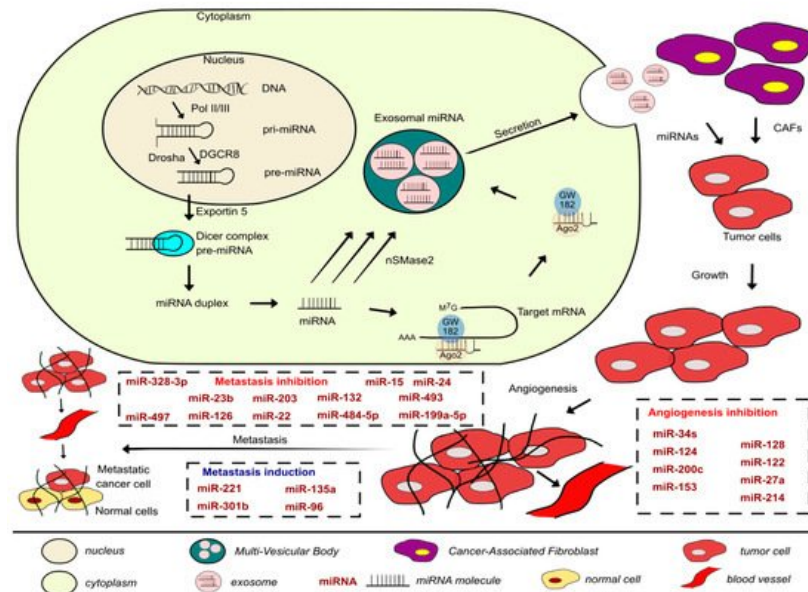 Cytoplasm
Nucleus
DNA
Pol II/III
pri-miRNA
Drosha
DGCR8
pre-miRNA
Exportin 5
Dicer complex
pre-miRNA
miRNA duplex
miRNA
nSMase2
Exosomal miRNA
Secretion
GW
182
Ago2
M7G
Target mRNA
GW
182
AAA
Ago2
miRNAs
CAFs
Tumor cells
Growth
Angiogenesis
miR-328-3p Metastasis inhibition miR-15 miR-24
miR-23b miR-203 miR-132 miR-493
miR-497 miR-126 miR-22 miR-484-5p miR-199a-5p
Metastasis
Metastatic
cancer cell
Normal cells
Metastasis induction
miR-221 miR-135a
miR-301b miR-96
Angiogenesis inhibition
miR-34s
miR-128
miR-124
miR-122
miR-200c
miR-27a
miR-153
miR-214
nucleus Multi-Vesicular Body Cancer-Associated Fibroblast tumor cell
cytoplasm exosome miRNA miRNA molecule normal cell blood vessel